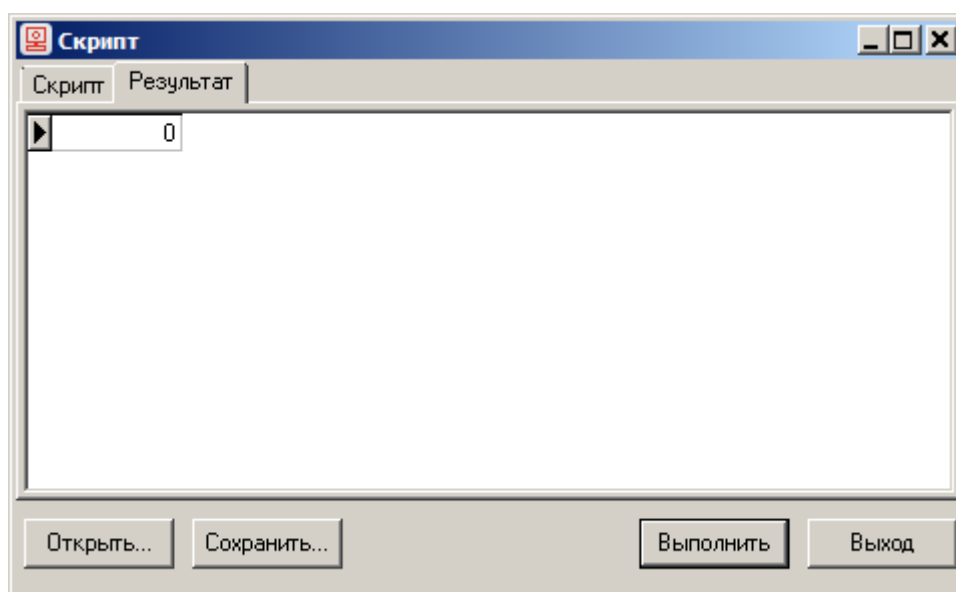 Скрипт
Скрипт Результат
0
Открыть... Сохранить... Выполнить Выход